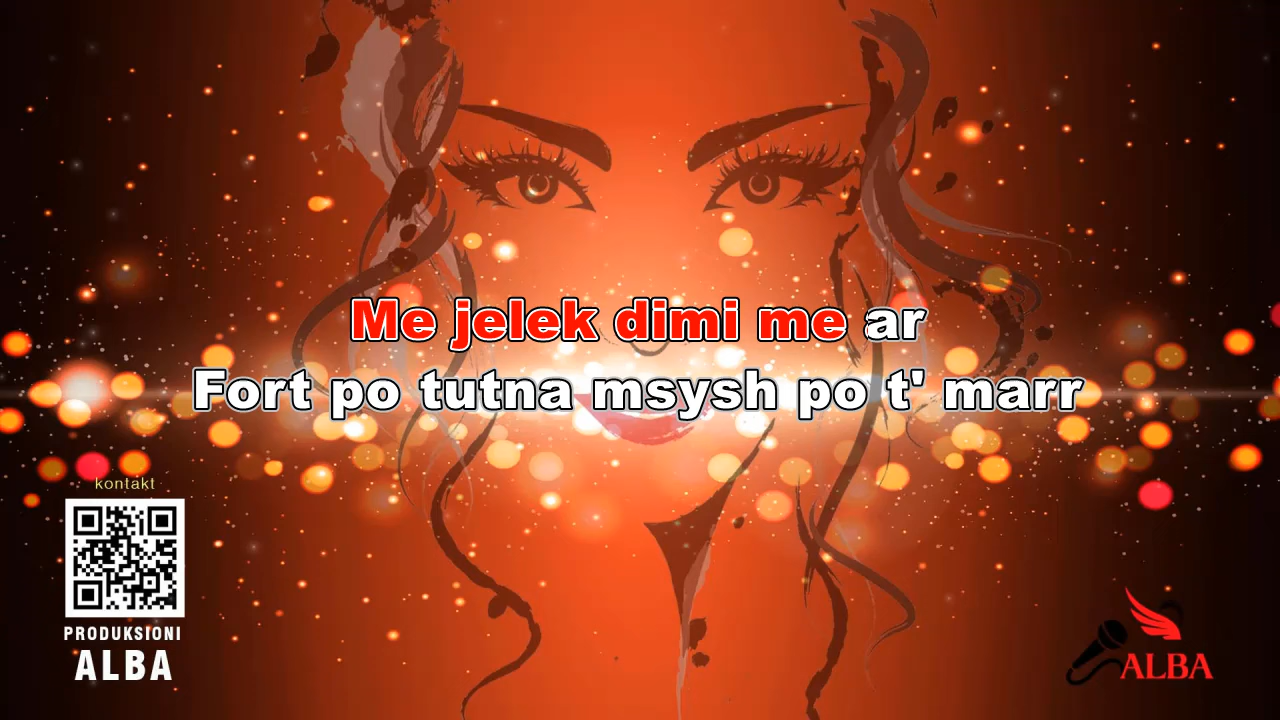 Me jelek dimi me ar
Fort po tutna msysh po t' marr
kontakt
PRODUKSIONI
ALBA
ALBA